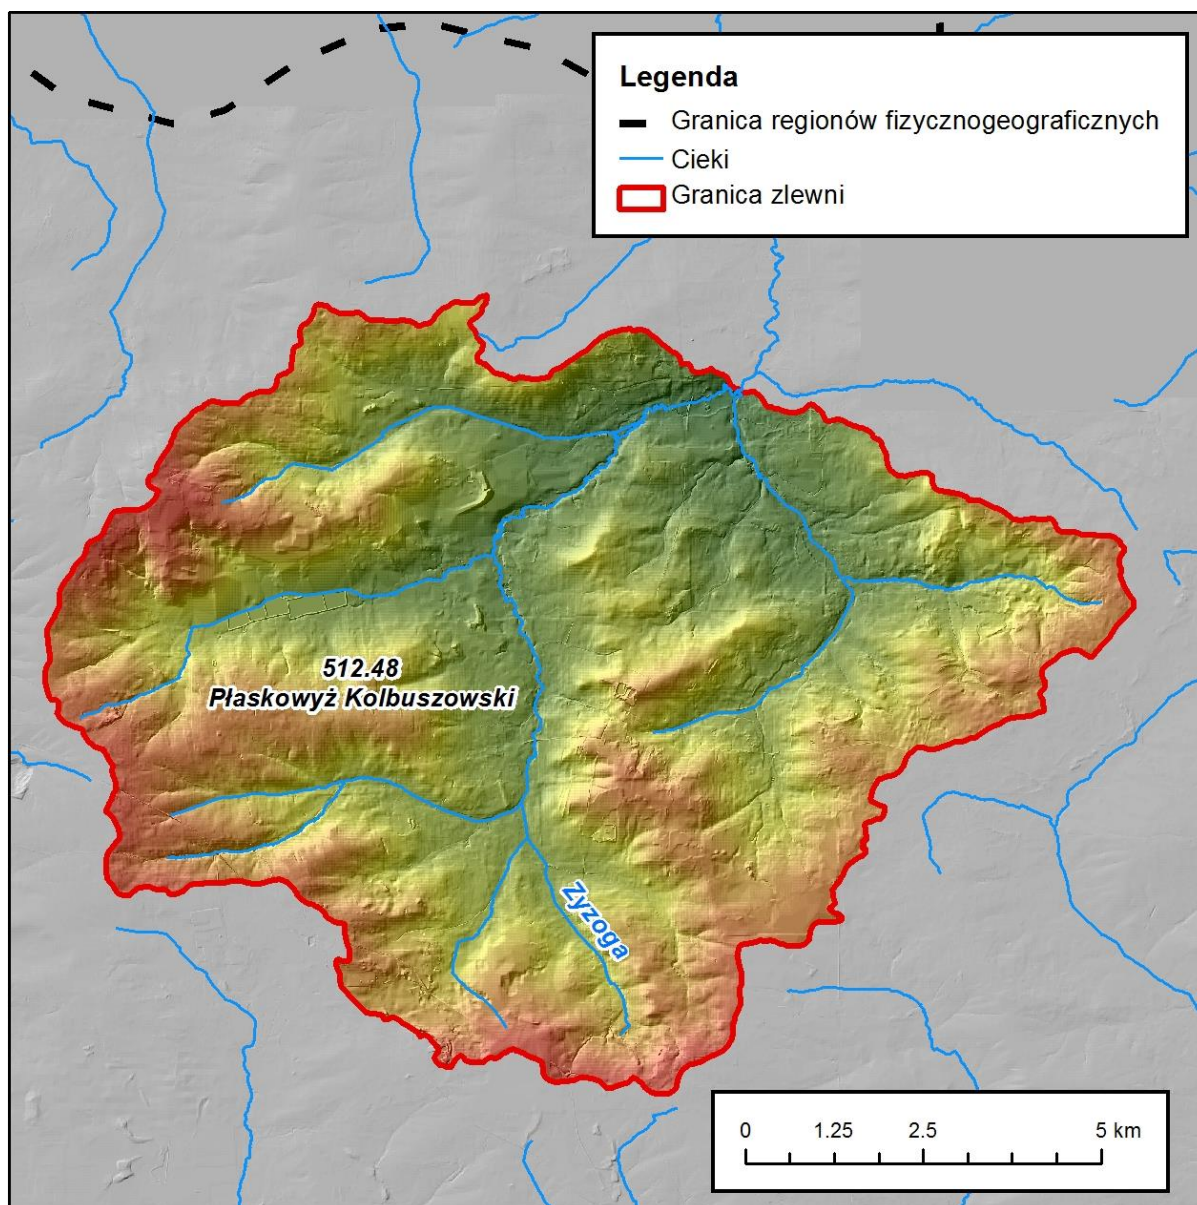 Legenda
Granica regionów fizycznogeograficznych
Cieki
Granica zlewni
512.48
Płaskowyż Kolbuszowski
Zyzoga
0 1.25 2.5 5 km